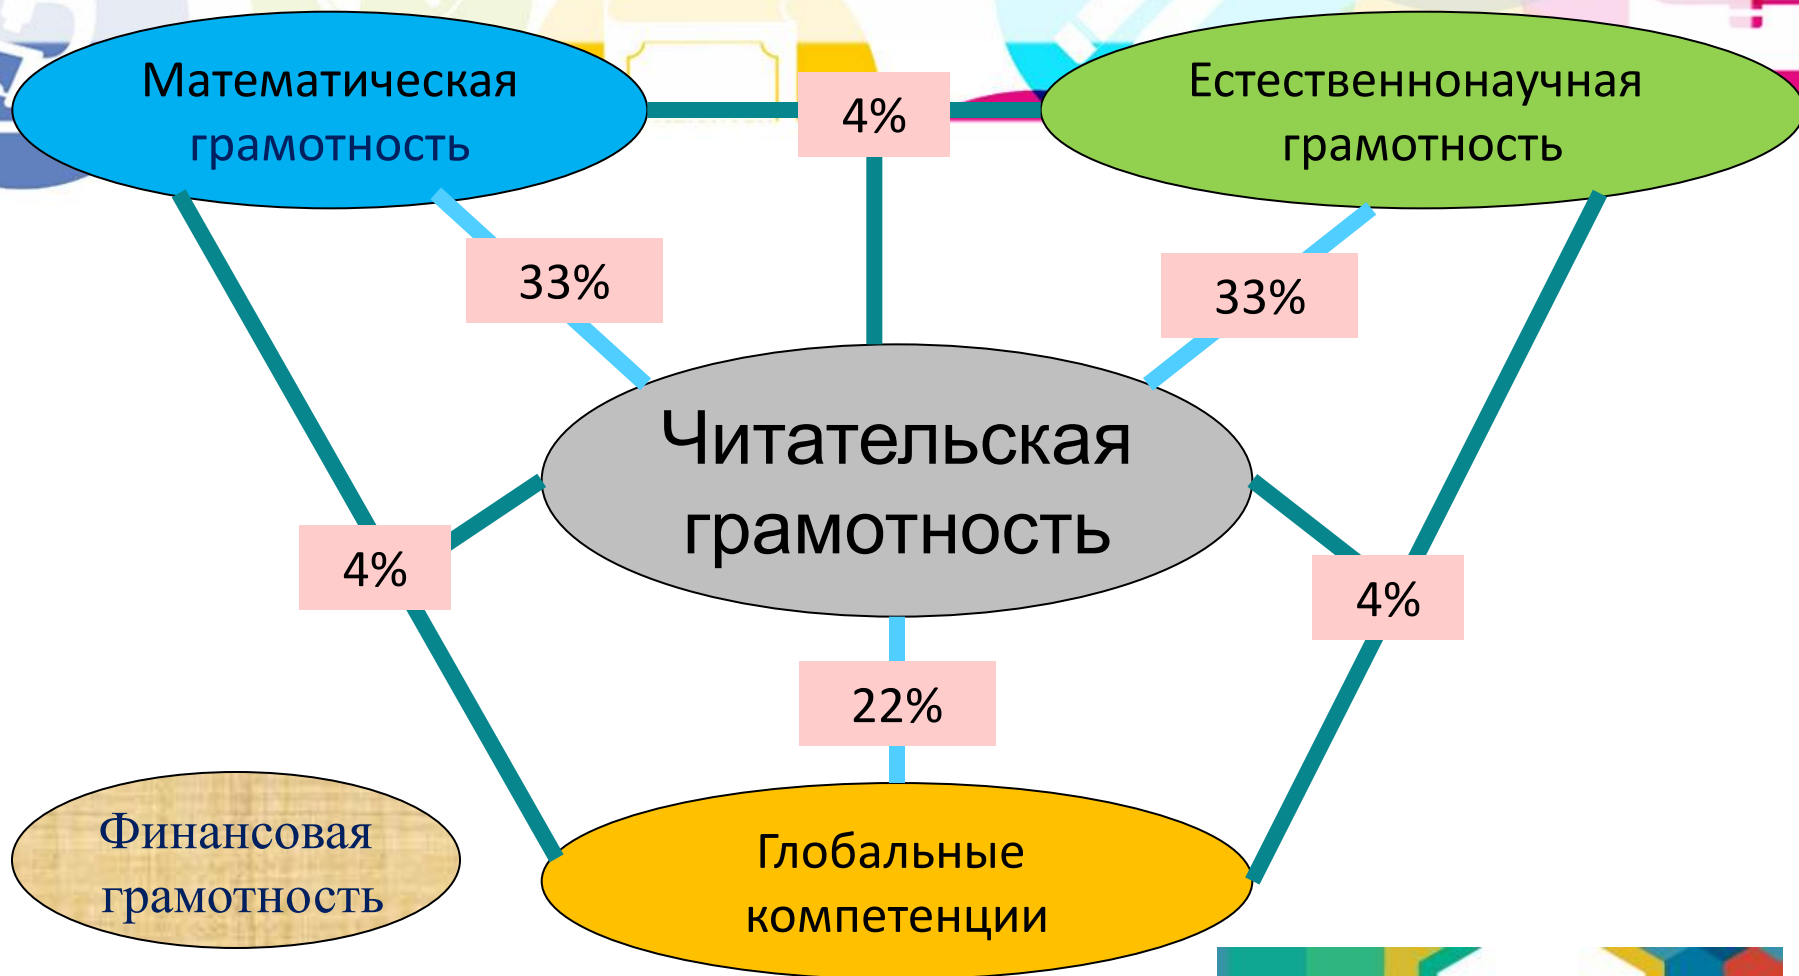 Математическая
грамотность
4%
Естественнонаучная
грамотность
33%
33%
Читательская
грамотность
4%
4%
22%
Финансовая
грамотность
Глобальные
компетенции